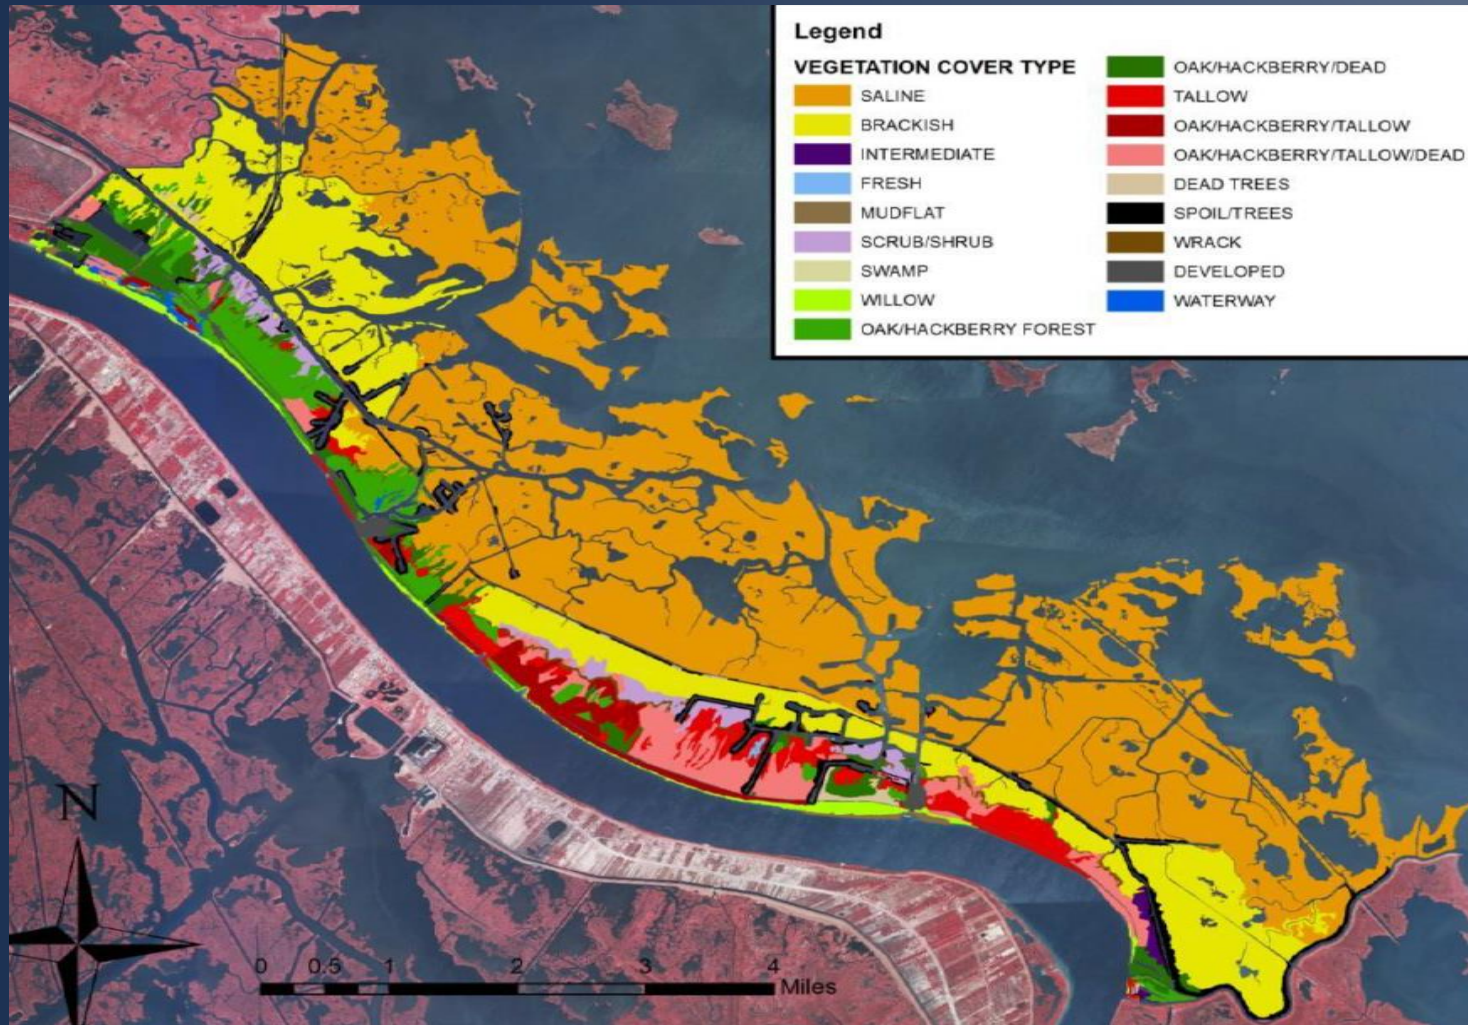 Legend
VEGETATION COVER TYPE
SALINE
BRACKISH
INTERMEDIATE
FRESH
MUDFLAT
SCRUB/SHRUB
SWAMP
WILLOW
OAK/HACKBERRY FOREST
OAK/HACKBERRY/DEAD
TALLOW
OAK/HACKBERRY/TALLOW
OAK/HACKBERRY/TALLOW/DEAD
DEAD TREES
SPOIL/TREES
WRACK
DEVELOPED
WATERWAY
N
0 0.5 1 2 3 4
Miles